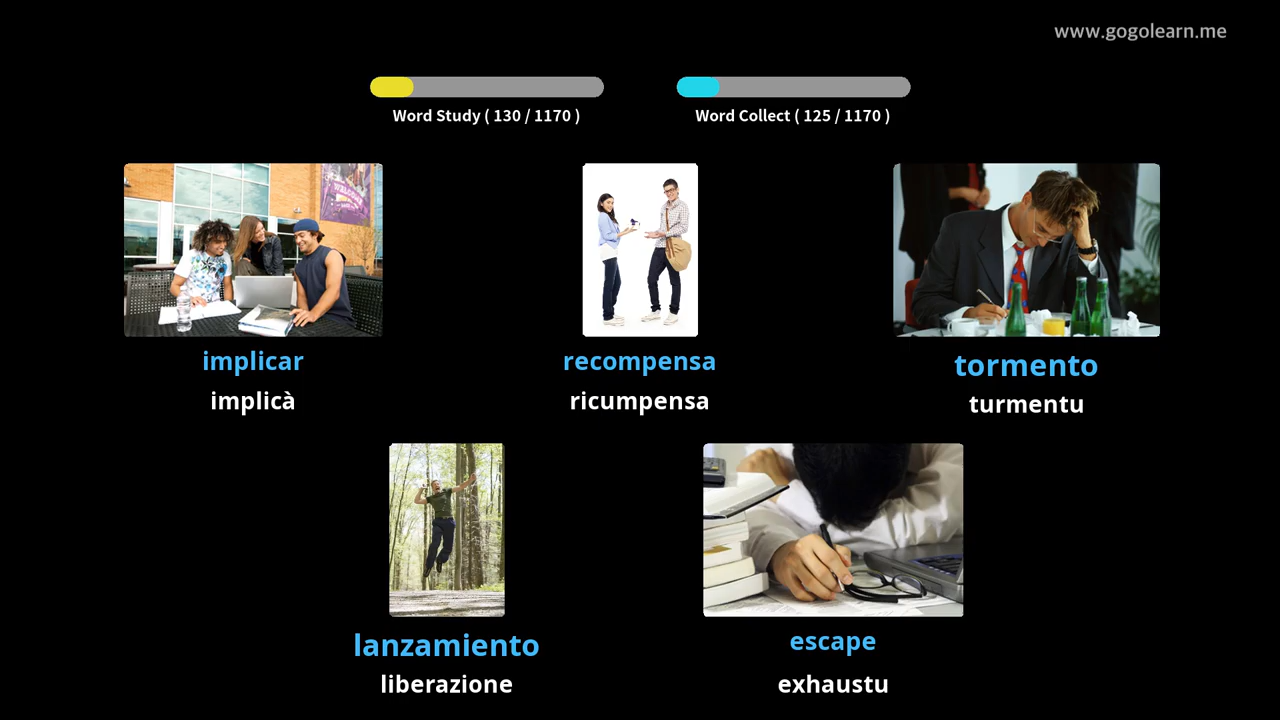 www.gogolearn.me
Word Study ( 130 / 1170 )
Word Collect ( 125 / 1170 )
WELCOME
implicar
implicà
recompensa
ricumpensa
tormento
turmentu
lanzamiento
liberazione
escape
exhaustu